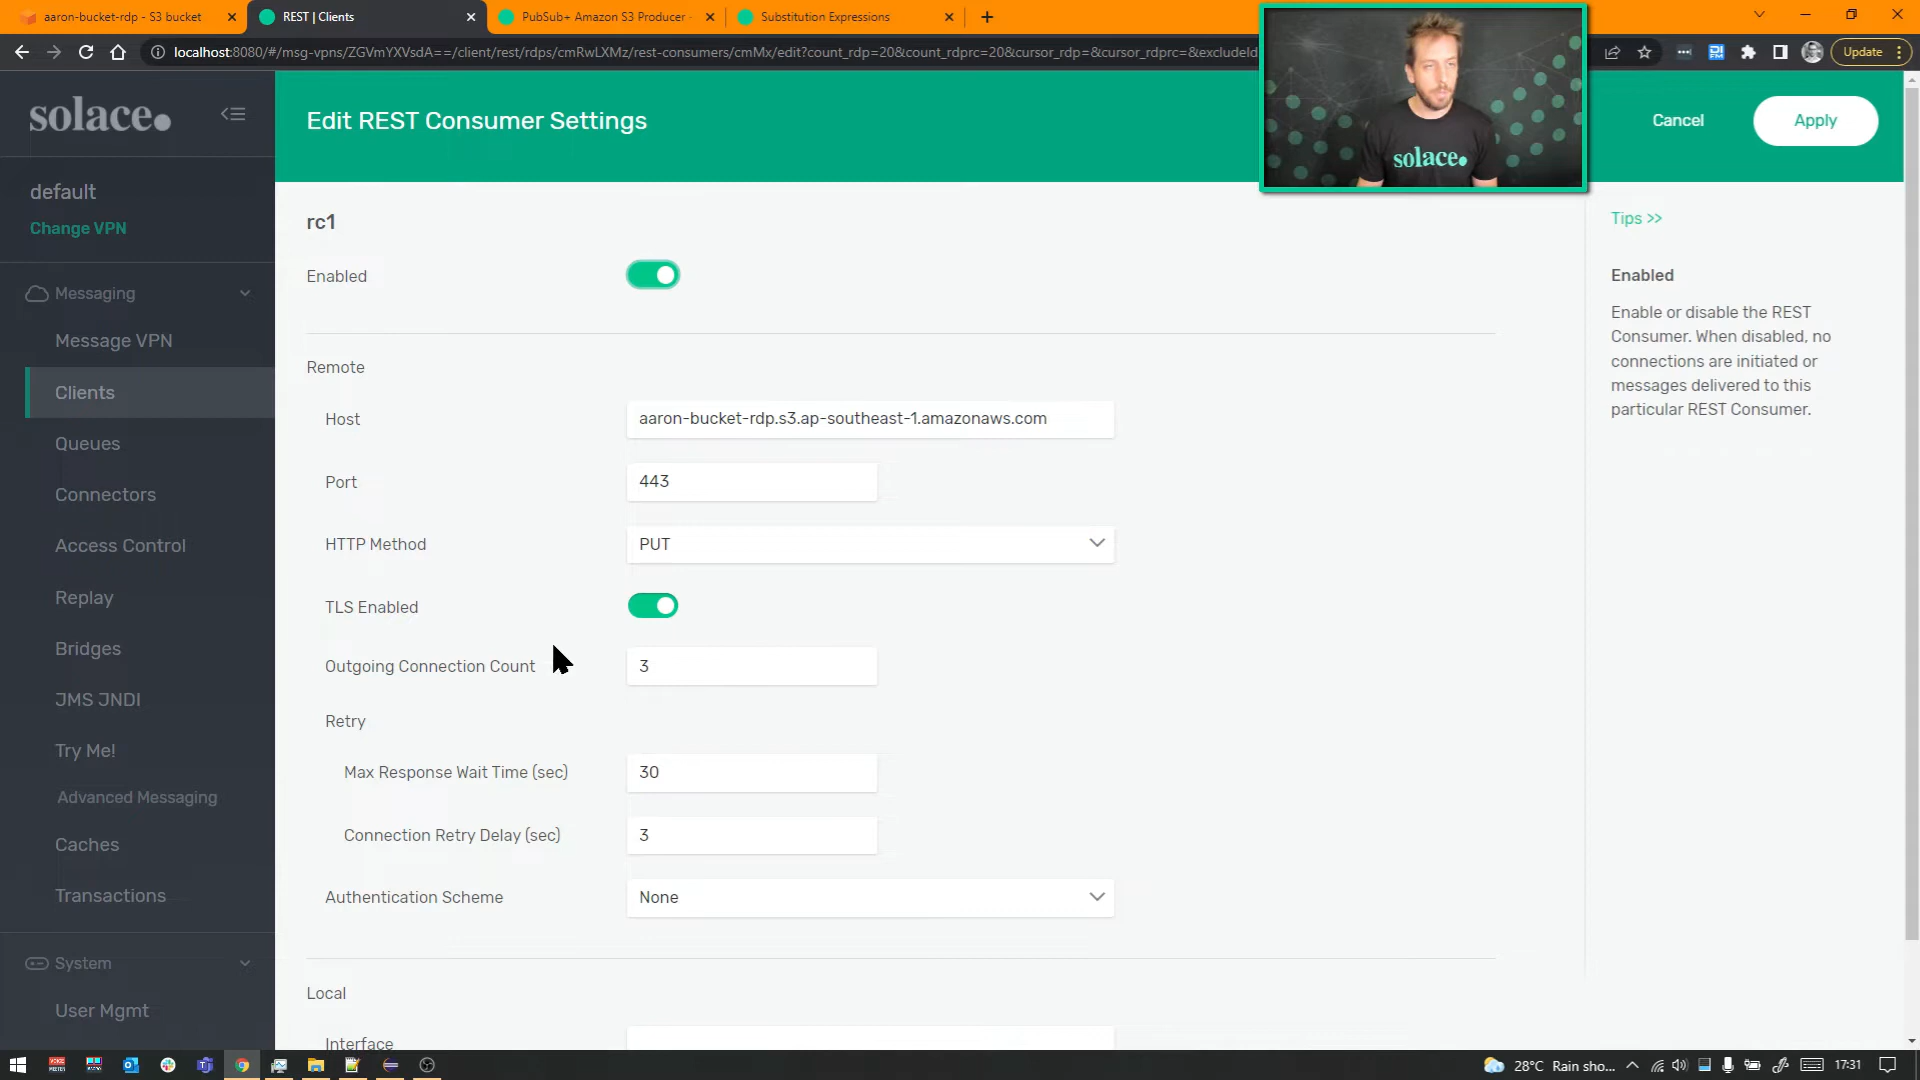 aaron-bucket-rdp - S3 bucket
REST | Clients
PubSub+ Amazon S3 Producer
Substitution Expressions
localhost:8080/#/msg-vpns/ZGVmYXVsdA==/client/rest/rdps/cmRwLXMz/rest-consumers/cmMx/edit?count_rdp=20&count_rdprc=20&cursor_rdp=&cursor_rdprc=&excludeId
Update
solace.
Edit REST Consumer Settings
Cancel
Apply
solace.
default
Change VPN
Messaging
Message VPN
Clients
Queues
Connectors
Access Control
Replay
Bridges
JMS JNDI
Try Me!
Advanced Messaging
Caches
Transactions
System
User Mgmt
rc1
Enabled
Remote
Host
aaron-bucket-rdp.s3.ap-southeast-1.amazonaws.com
Port
443
HTTP Method
PUT
TLS Enabled
Outgoing Connection Count
3
Retry
Max Response Wait Time (sec)
30
Connection Retry Delay (sec)
3
Authentication Scheme
None
Local
Interface
Tips >>
Enabled
Enable or disable the REST
Consumer. When disabled, no
connections are initiated or
messages delivered to this
particular REST Consumer.
28°C Rain sho...
17:31